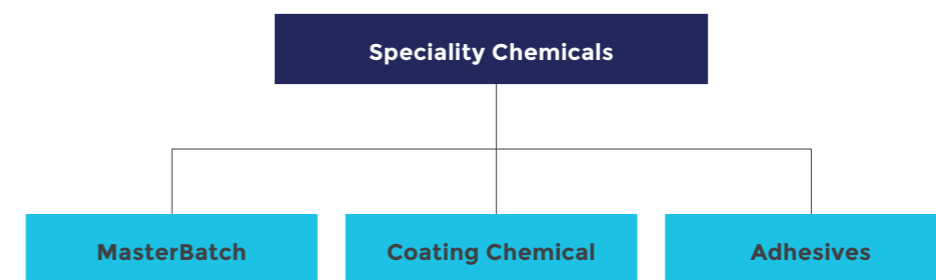 Speciality Chemicals
MasterBatch
Coating Chemical
Adhesives